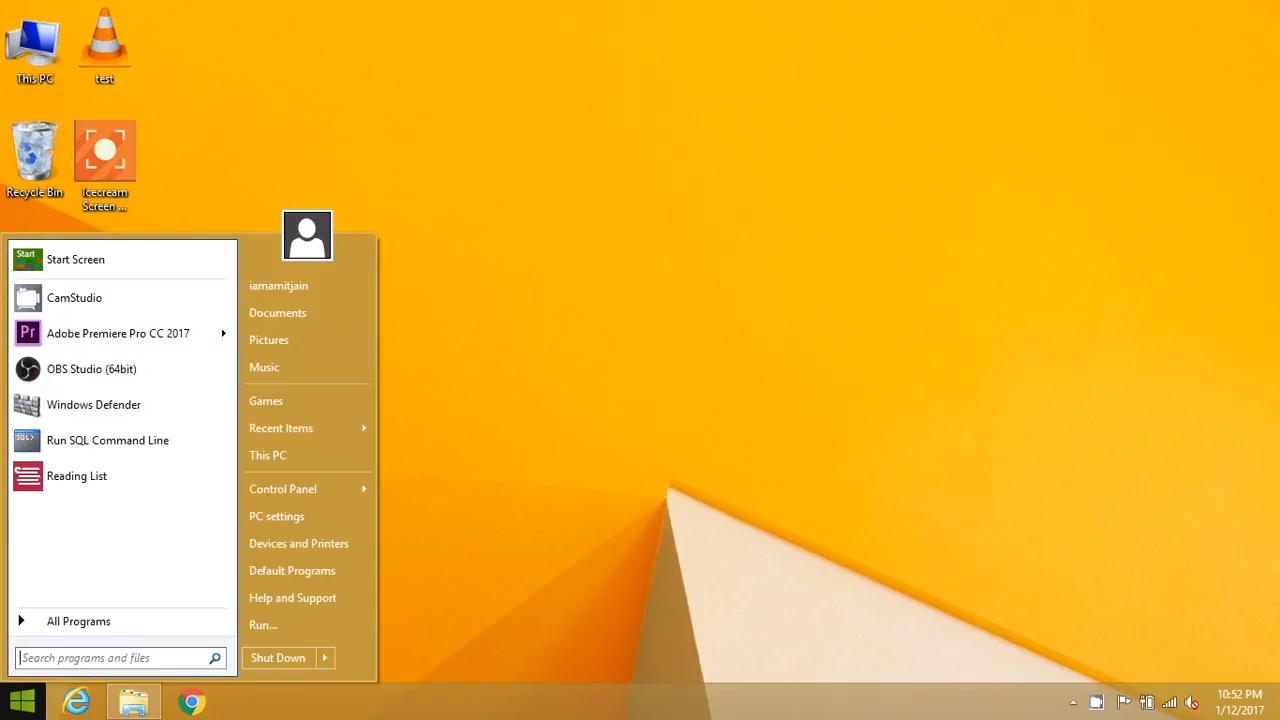 This PC
test
Recycle Bin
Icecream
Screen ...
Start
Start Screen
CamStudio
Pr
Adobe Premiere Pro CC 2017
OBS Studio (64bit)
Windows Defender
SQL>
Run SQL Command Line
Reading List
All Programs
Search programs and files
iamamitjain
Documents
Pictures
Music
Games
Recent Items
This PC
Control Panel
PC settings
Devices and Printers
Default Programs
Help and Support
Run...
Shut Down
10:52 PM
1/12/2017